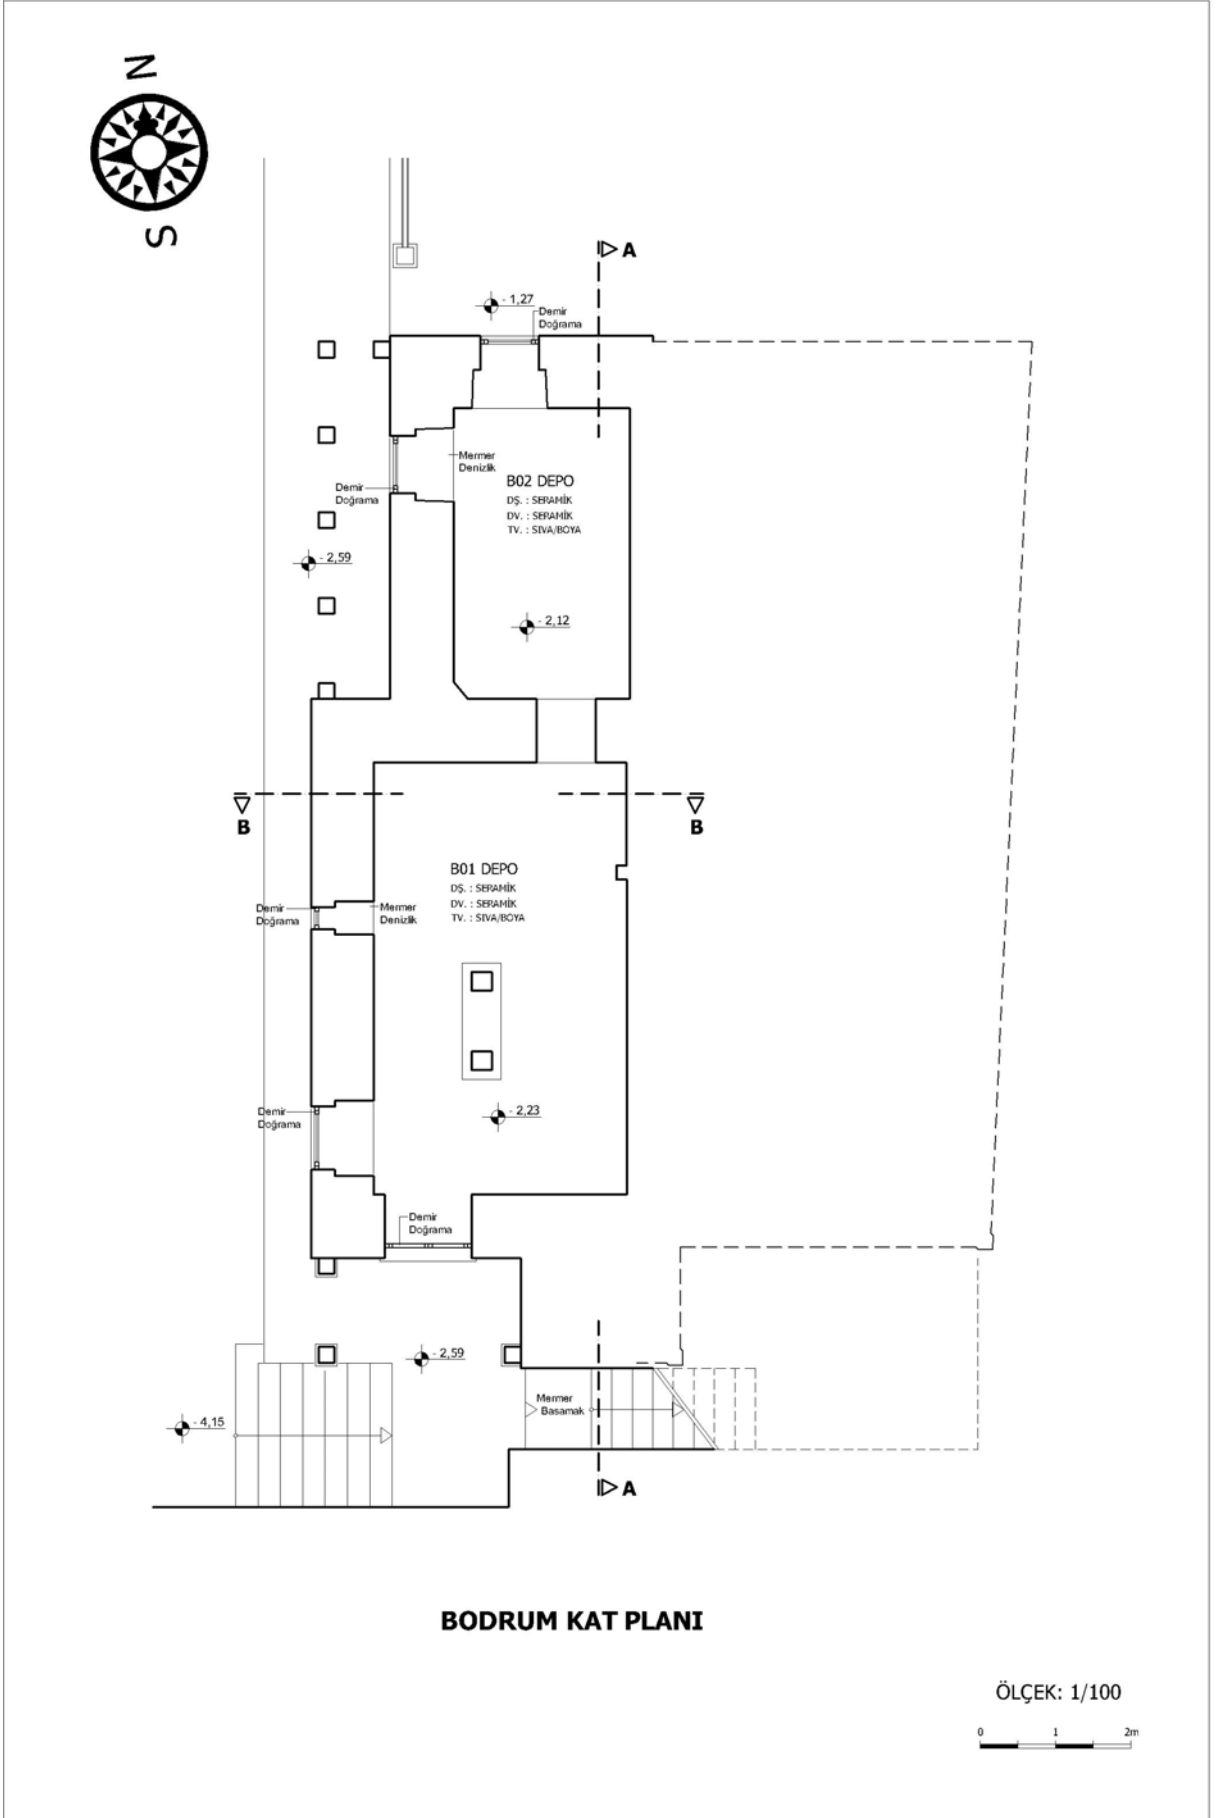 N
S
A
- 1,27
Demir
Doğrama
Mermer
Denizlik
B02 DEPO
DŞ. : SERAMİK
DV. : SERAMİK
TV. : SIVA/BOYA
Demir
Doğrama
- 2,59
- 2,12
B
B
B01 DEPO
DŞ. : SERAMİK
DV. : SERAMİK
TV. : SIVA/BOYA
Demir
Doğrama
Mermer
Denizlik
- 2,23
Demir
Doğrama
Demir
Doğrama
- 2,59
Mermer
Basamak
- 4,15
A
BODRUM KAT PLANI
ÖLÇEK: 1/100
0 1 2m